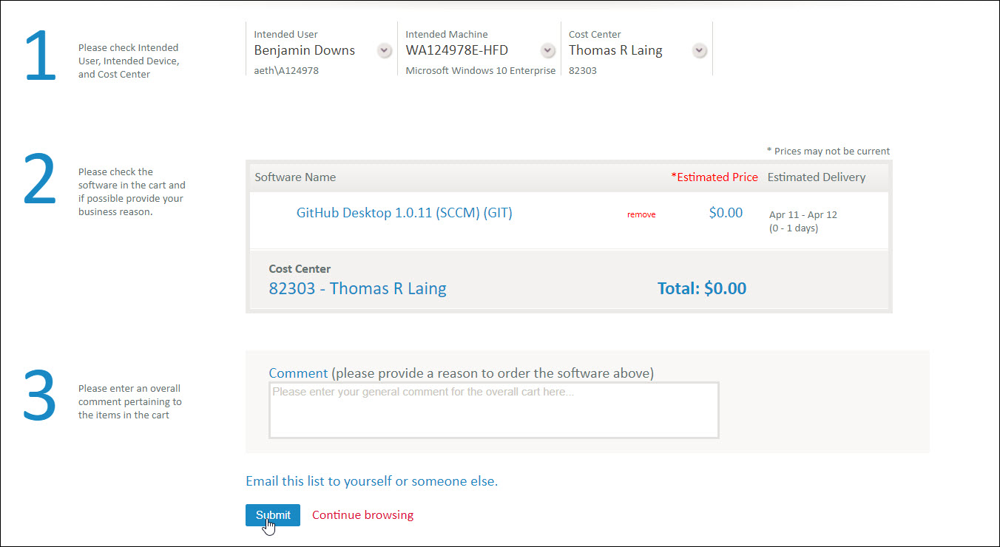 1
Please check Intended
User, Intended Device,
and Cost Center
Intended User
Benjamin Downs
aeth\A124978
Intended Machine
WA124978E-HFD
Microsoft Windows 10 Enterprise
Cost Center
Thomas R Laing
82303
2
Please check the
software in the cart and
if possible provide your
business reason.
* Prices may not be current
Software Name *Estimated Price Estimated Delivery
GitHub Desktop 1.0.11 (SCCM) (GIT) remove $0.00 Apr 11 - Apr 12
(0 - 1 days)
Cost Center
82303 - Thomas R Laing Total: $0.00
3
Please enter an overall
comment pertaining to
the items in the cart
Comment (please provide a reason to order the software above)
Please enter your general comment for the overall cart here...
Email this list to yourself or someone else.
Submit Continue browsing